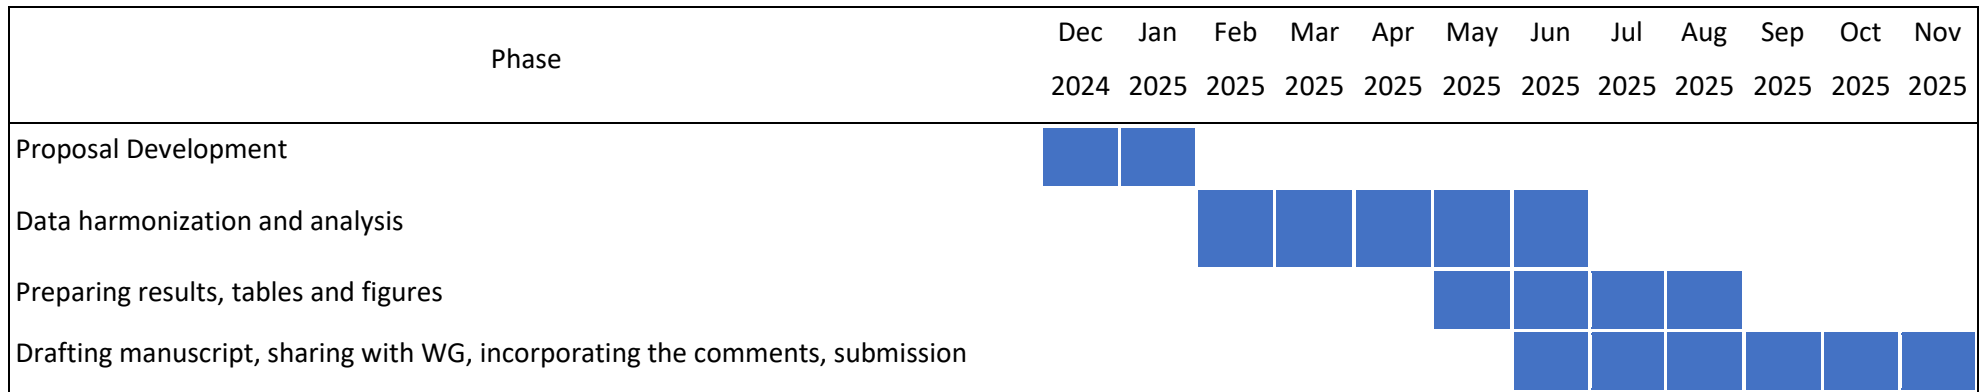 Phase
Dec Jan Feb Mar Apr May Jun Jul Aug Sep Oct Nov
2024 2025 2025 2025 2025 2025 2025 2025 2025 2025 2025 2025
Proposal Development
Data harmonization and analysis
Preparing results, tables and figures
Drafting manuscript, sharing with WG, incorporating the comments, submission